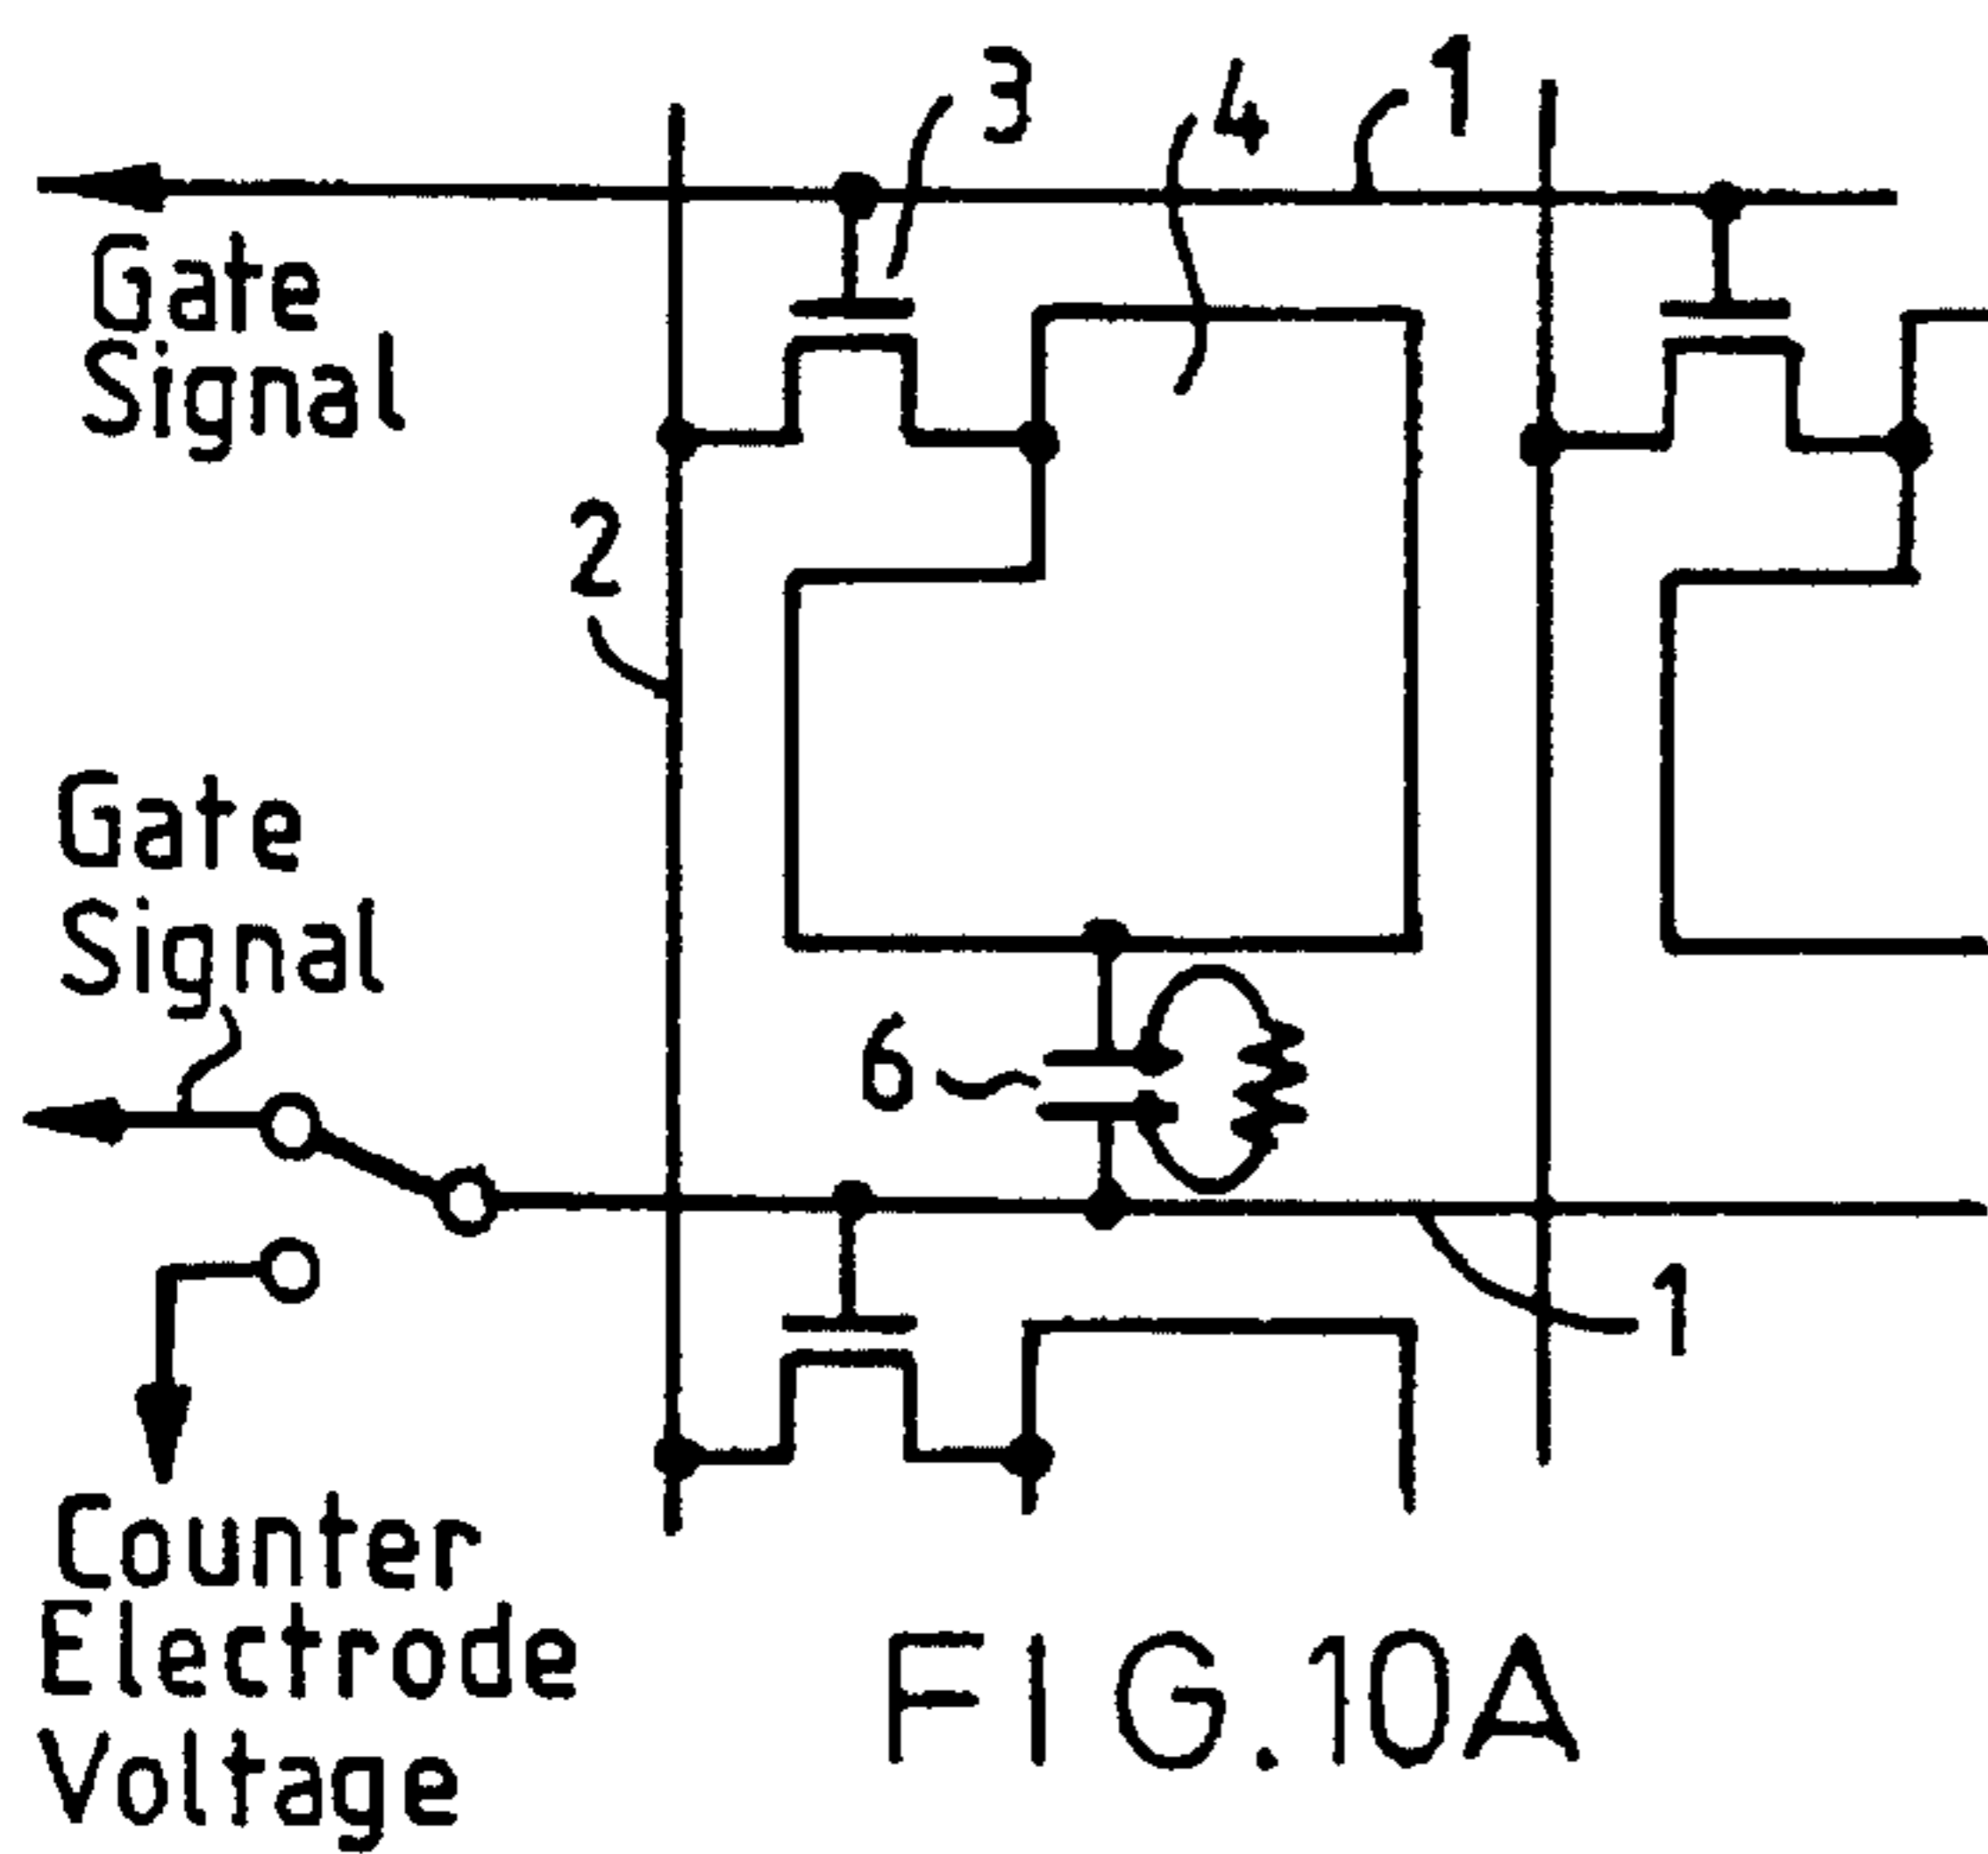 3
4
1
Gate
Signal
2
Gate
Signal
6
1
Counter
Electrode
Voltage
FIG.10A